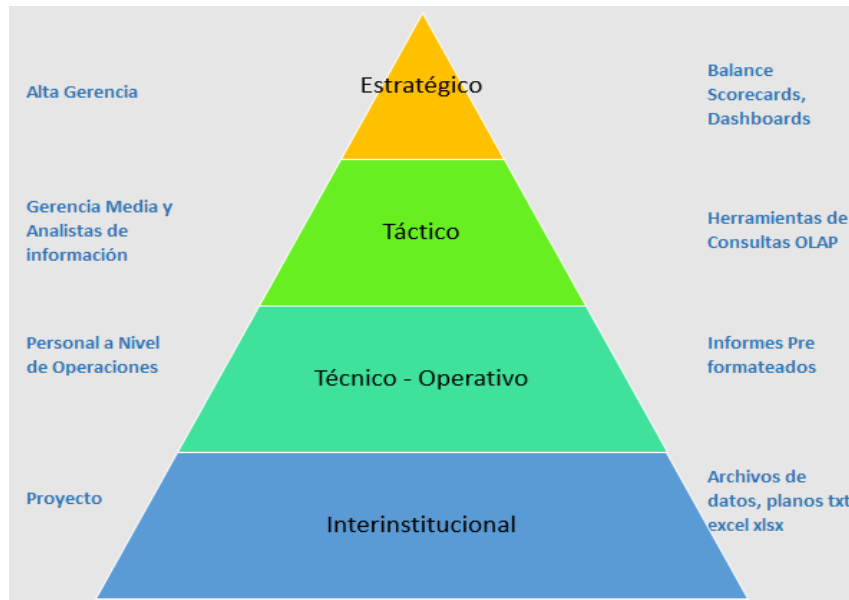 Estratégico
Alta Gerencia
Balance
Scorecards,
Dashboards
Gerencia Media y
Analistas de
información
Táctico
Herramientas de
Consultas OLAP
Personal a Nivel
de Operaciones
Técnico - Operativo
Informes Pre
formateados
Proyecto
Interinstitucional
Archivos de
datos, planos txt
excel xlsx